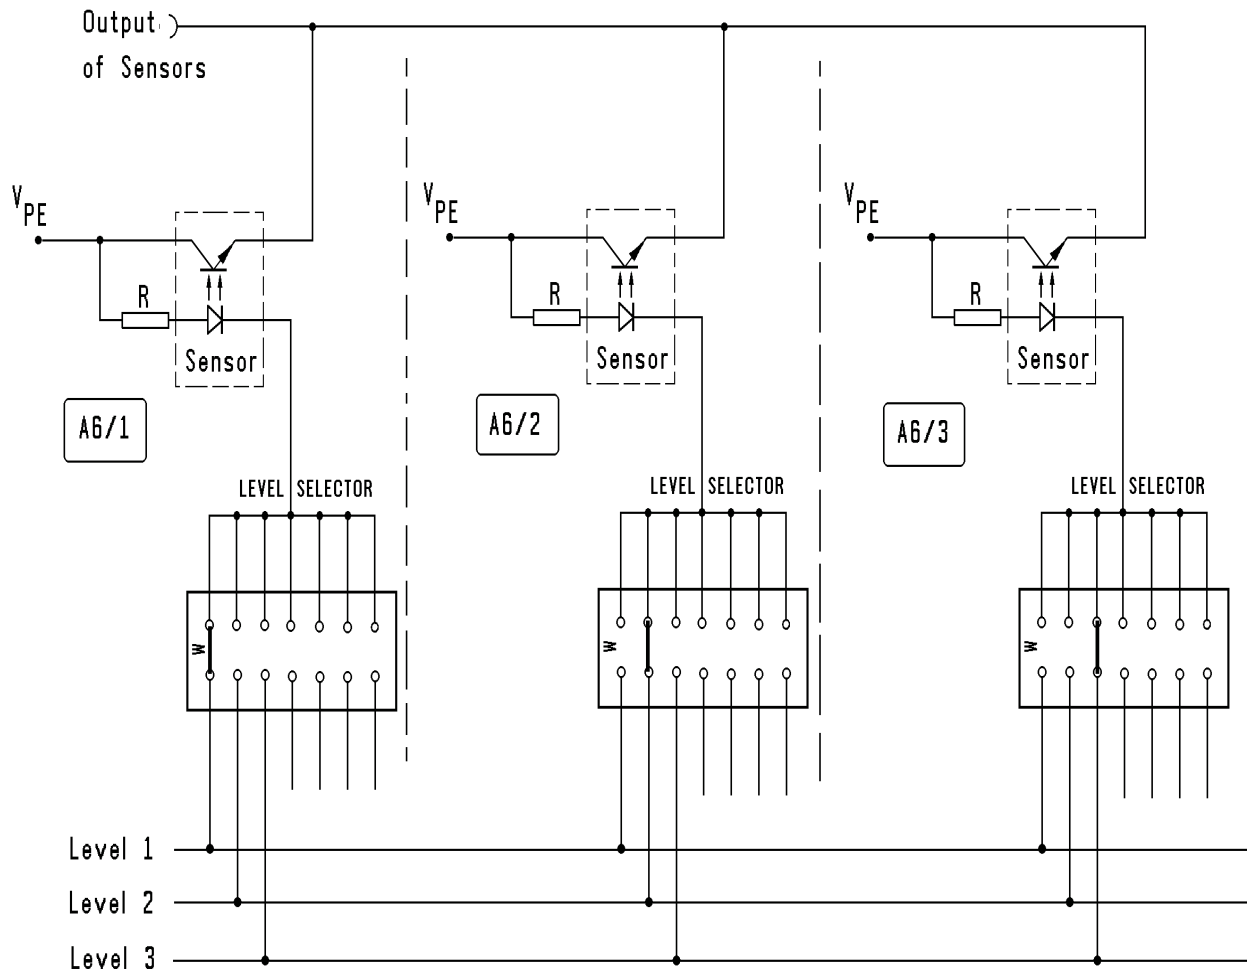 Output
of Sensors
V PE
V PE
V PE
R
R
R
Sensor
Sensor
Sensor
A6/1
A6/2
A6/3
LEVEL SELECTOR
LEVEL SELECTOR
LEVEL SELECTOR
W
W
W
Level 1
Level 2
Level 3